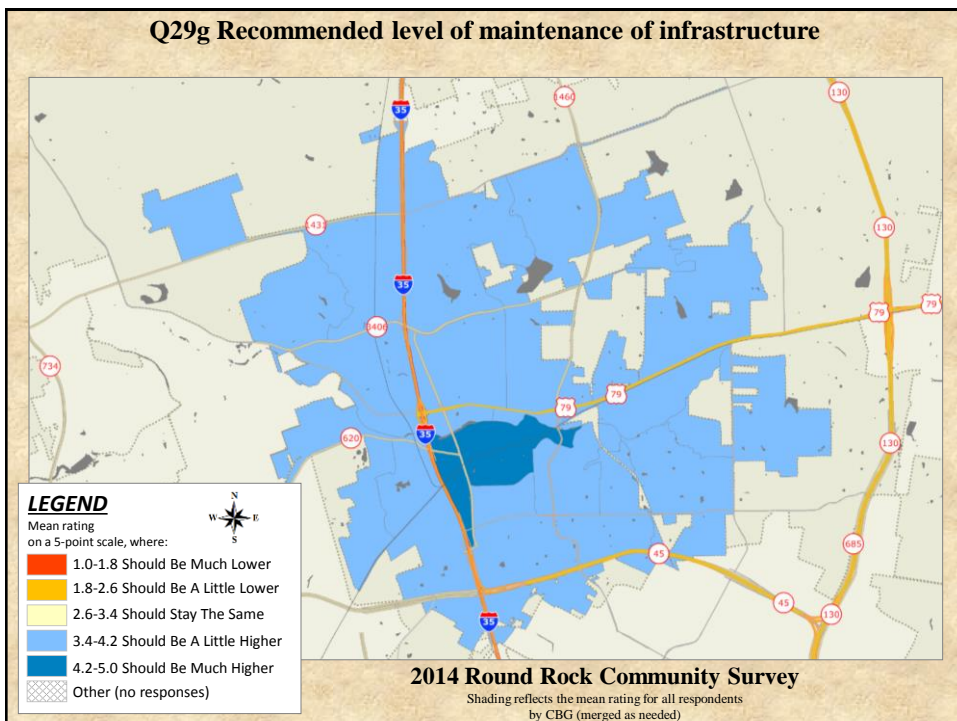 Q29g Recommended level of maintenance of infrastructure
35
1460
130
1431
130
35
3406
79
79
734
79
79
620
35
130
45
685
45
130
35
LEGEND
N
W E
S
Mean rating
on a 5-point scale, where:
1.0-1.8 Should Be Much Lower
1.8-2.6 Should Be A Little Lower
2.6-3.4 Should Stay The Same
3.4-4.2 Should Be A Little Higher
4.2-5.0 Should Be Much Higher
Other (no responses)
2014 Round Rock Community Survey
Shading reflects the mean rating for all respondents
by CBG (merged as needed)